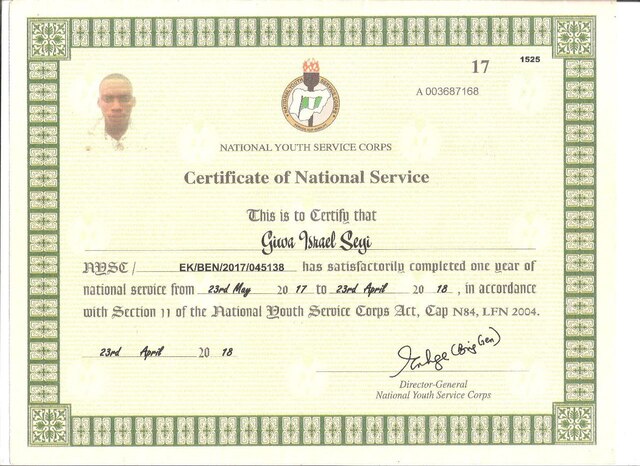 17 1525
A 003687168
NATIONAL YOUTH SERVICE CORPS
Certificate of National Service
This is to Certify that
Giwa Israel Seyi
NYSC/ EK/BEN/2017/045138 has satisfactorily completed one year of
national service from 23rd May 20 17 to 23rd April 20 18 , in accordance
with Section 11 of the National Youth Service Corps Act, Cap N84, LFN 2004.
23rd April 20 18
(Brig Gen)
Director-General
National Youth Service Corps